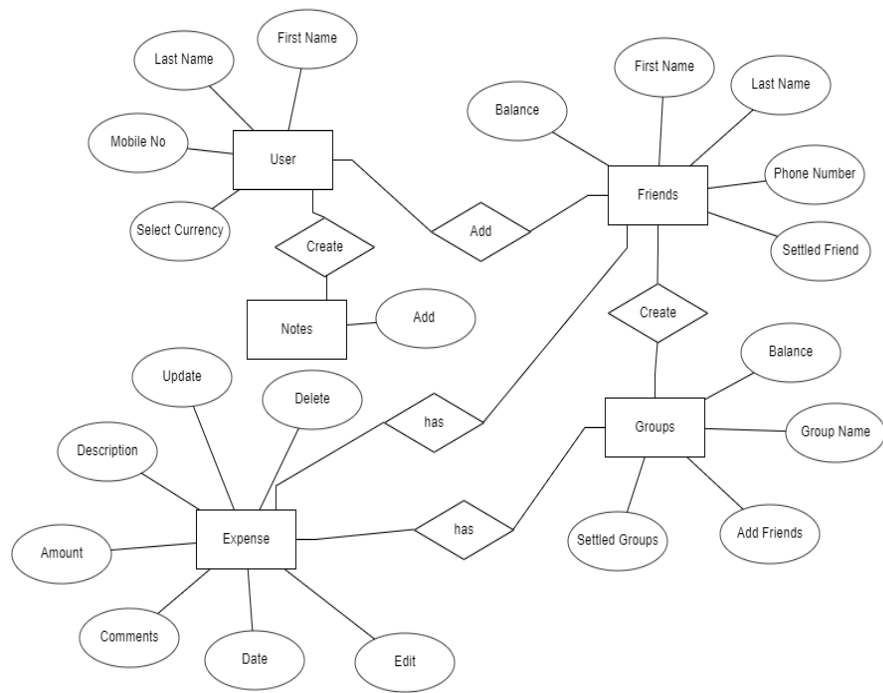 First Name
Last Name
First Name
Last Name
Balance
Mobile No
User
Phone Number
Friends
Select Currency
Add
Settled Friend
Create
Notes
Add
Create
Balance
Update
Delete
has
Groups
Group Name
Description
Expense
has
Settled Groups
Add Friends
Amount
Comments
Date
Edit